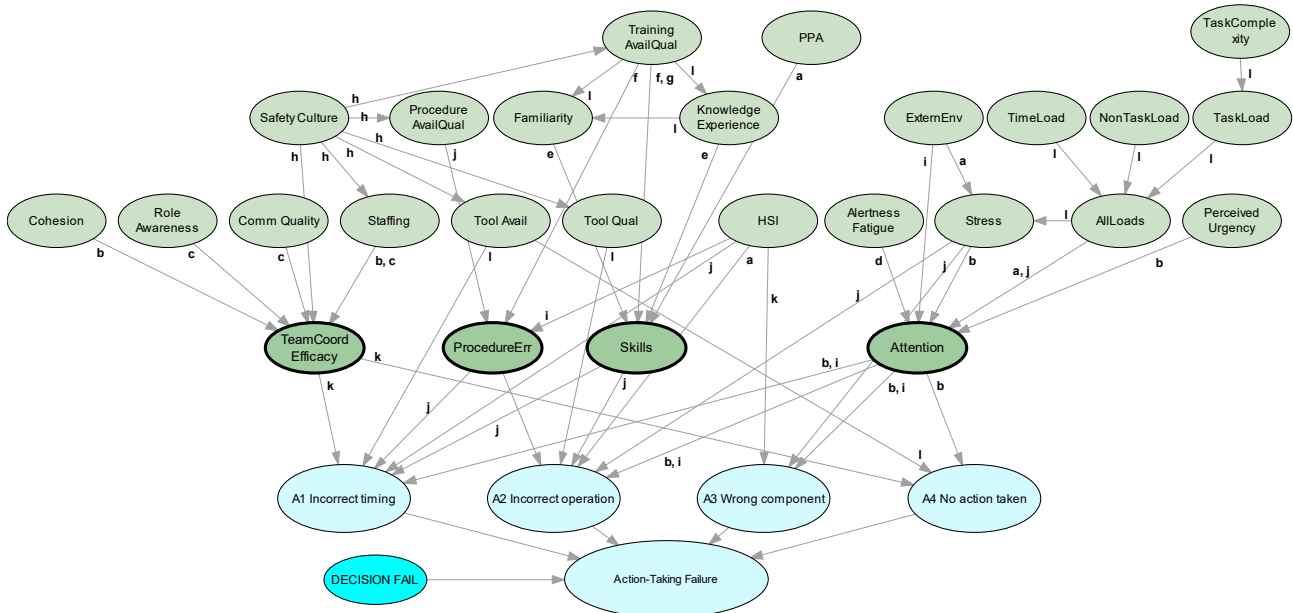 Training
AvailQual
PPA
TaskComple
xity
f
f, g
l
l
a
l
h
Safety Culture
h
Procedure
AvailQual
Familiarity
l
Knowledge
Experience
ExternEnv
TimeLoad
NonTaskLoad
TaskLoad
h
h
h
h
j
e
e
i
a
l
l
l
Cohesion
Role
Awareness
Comm Quality
Staffing
Tool Avail
Tool Qual
HSI
Alertness
Fatigue
Stress
l
AllLoads
Perceived
Urgency
b
c
c
b, c
l
l
j
a
d
j
b
a, j
b
k
j
i
TeamCoord
Efficacy
ProcedureErr
Skills
Attention
k
k
j
b, i
b, i
b
j
j
l
b, i
A1 Incorrect timing
A2 Incorrect operation
A3 Wrong component
A4 No action taken
DECISION FAIL
Action-Taking Failure